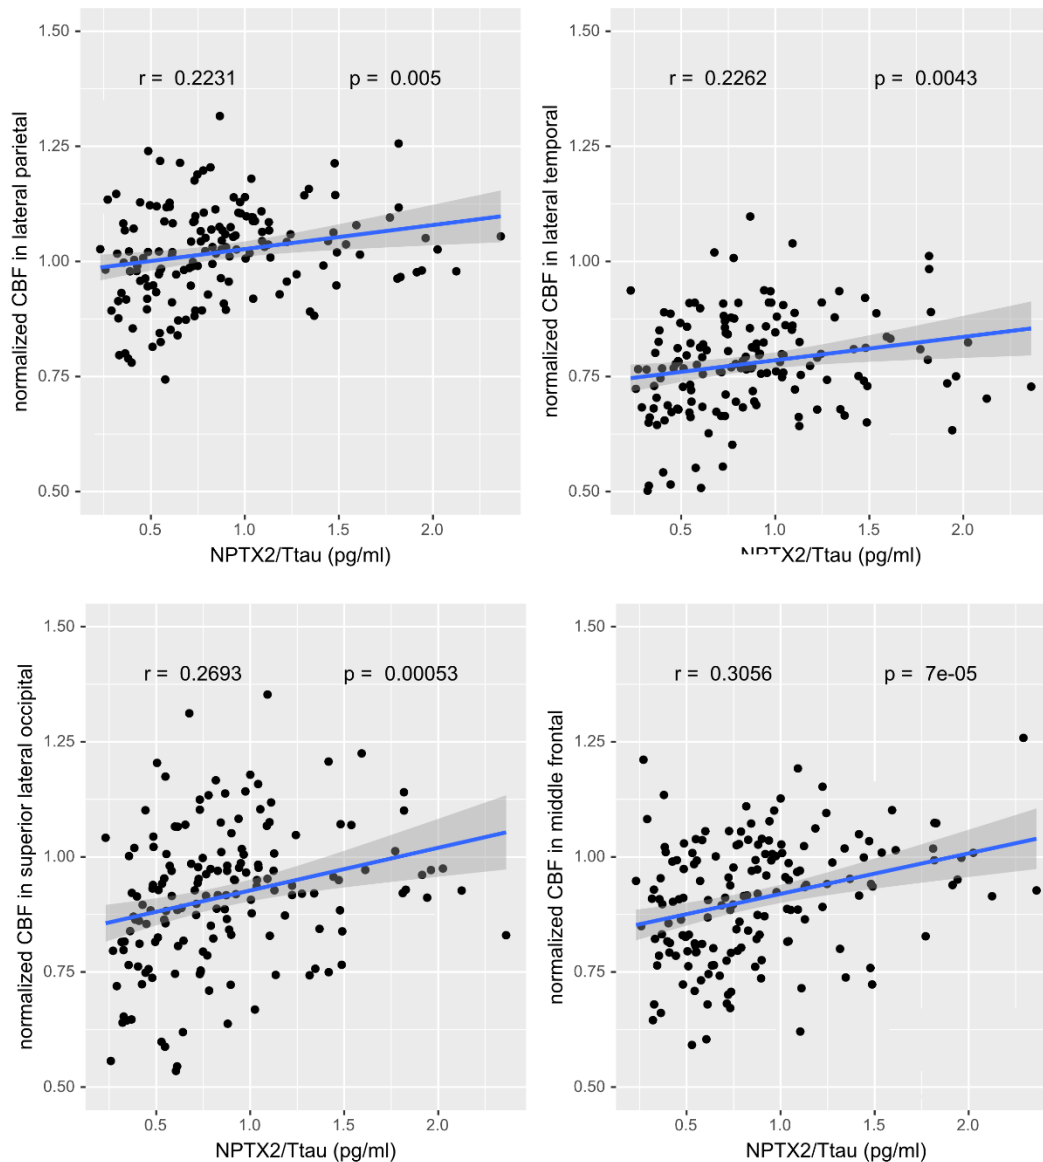 normalized CBF in lateral parietal
1.50
1.25
1.00
0.75
0.50
r = 0.2231 p = 0.005
0.5 1.0 1.5 2.0
NPTX2/Ttau (pg/ml)
normalized CBF in lateral temporal
1.50
1.25
1.00
0.75
0.50
r = 0.2262 p = 0.0043
0.5 1.0 1.5 2.0
NPTX2/Ttau (pg/ml)
normalized CBF in superior lateral occipital
1.50
1.25
1.00
0.75
0.50
r = 0.2693 p = 0.00053
0.5 1.0 1.5 2.0
NPTX2/Ttau (pg/ml)
normalized CBF in middle frontal
1.50
1.25
1.00
0.75
0.50
r = 0.3056 p = 7e-05
0.5 1.0 1.5 2.0
NPTX2/Ttau (pg/ml)